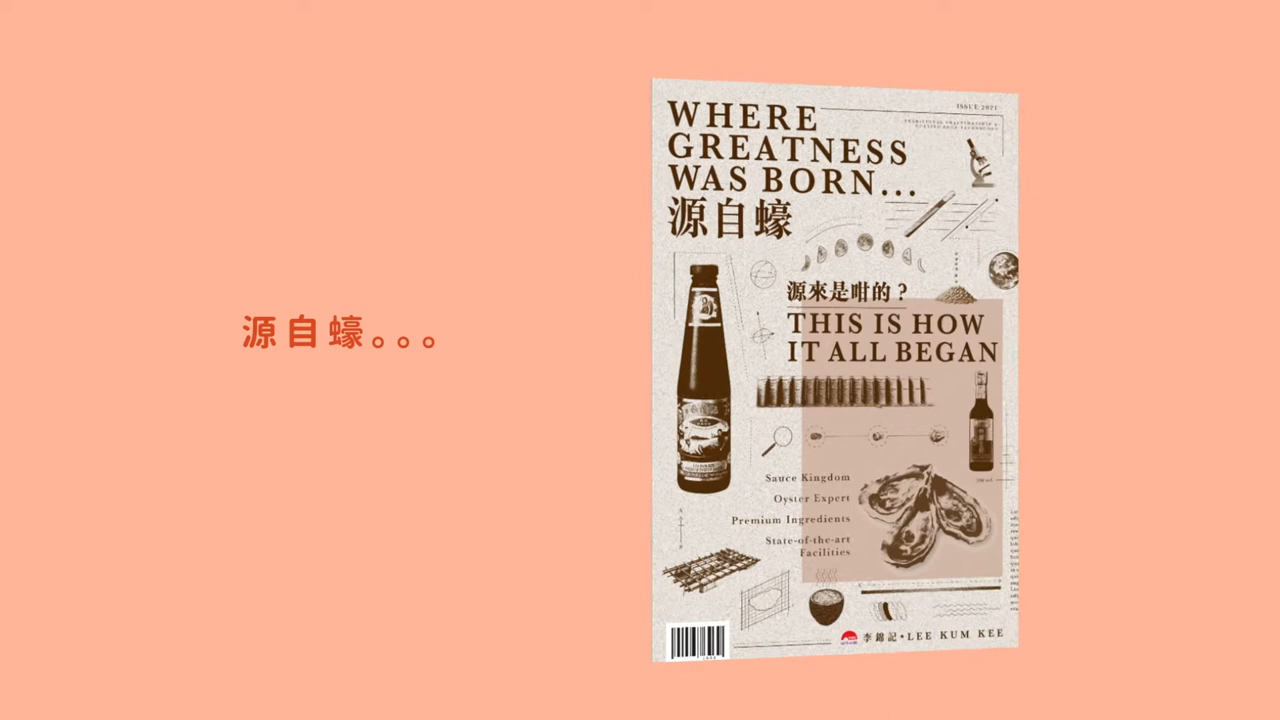 源自蠔。。。
ISSUE 2021
WHERE
GREATNESS
WAS BORN...
源自蠔
源來是咁的？
THIS IS HOW
IT ALL BEGAN
Sauce Kingdom
Oyster Expert
Premium Ingredients
State-of-the-art
Facilities
李錦記•LEE KUM KEE